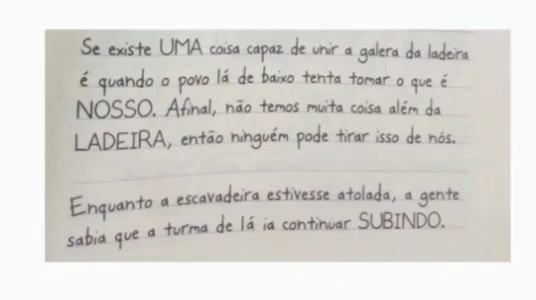 Se existe UMA coisa capaz de unir a galera da ladeira
é quando o povo lá de baixo tenta tomar o que é
NOSSO. Afinal, não temos muita coisa além da
LADEIRA, então ninguém pode tirar isso de nós.
Enquanto a escavadeira estivesse atolada, a gente
sabia que a turma de lá ia continuar SUBINDO.